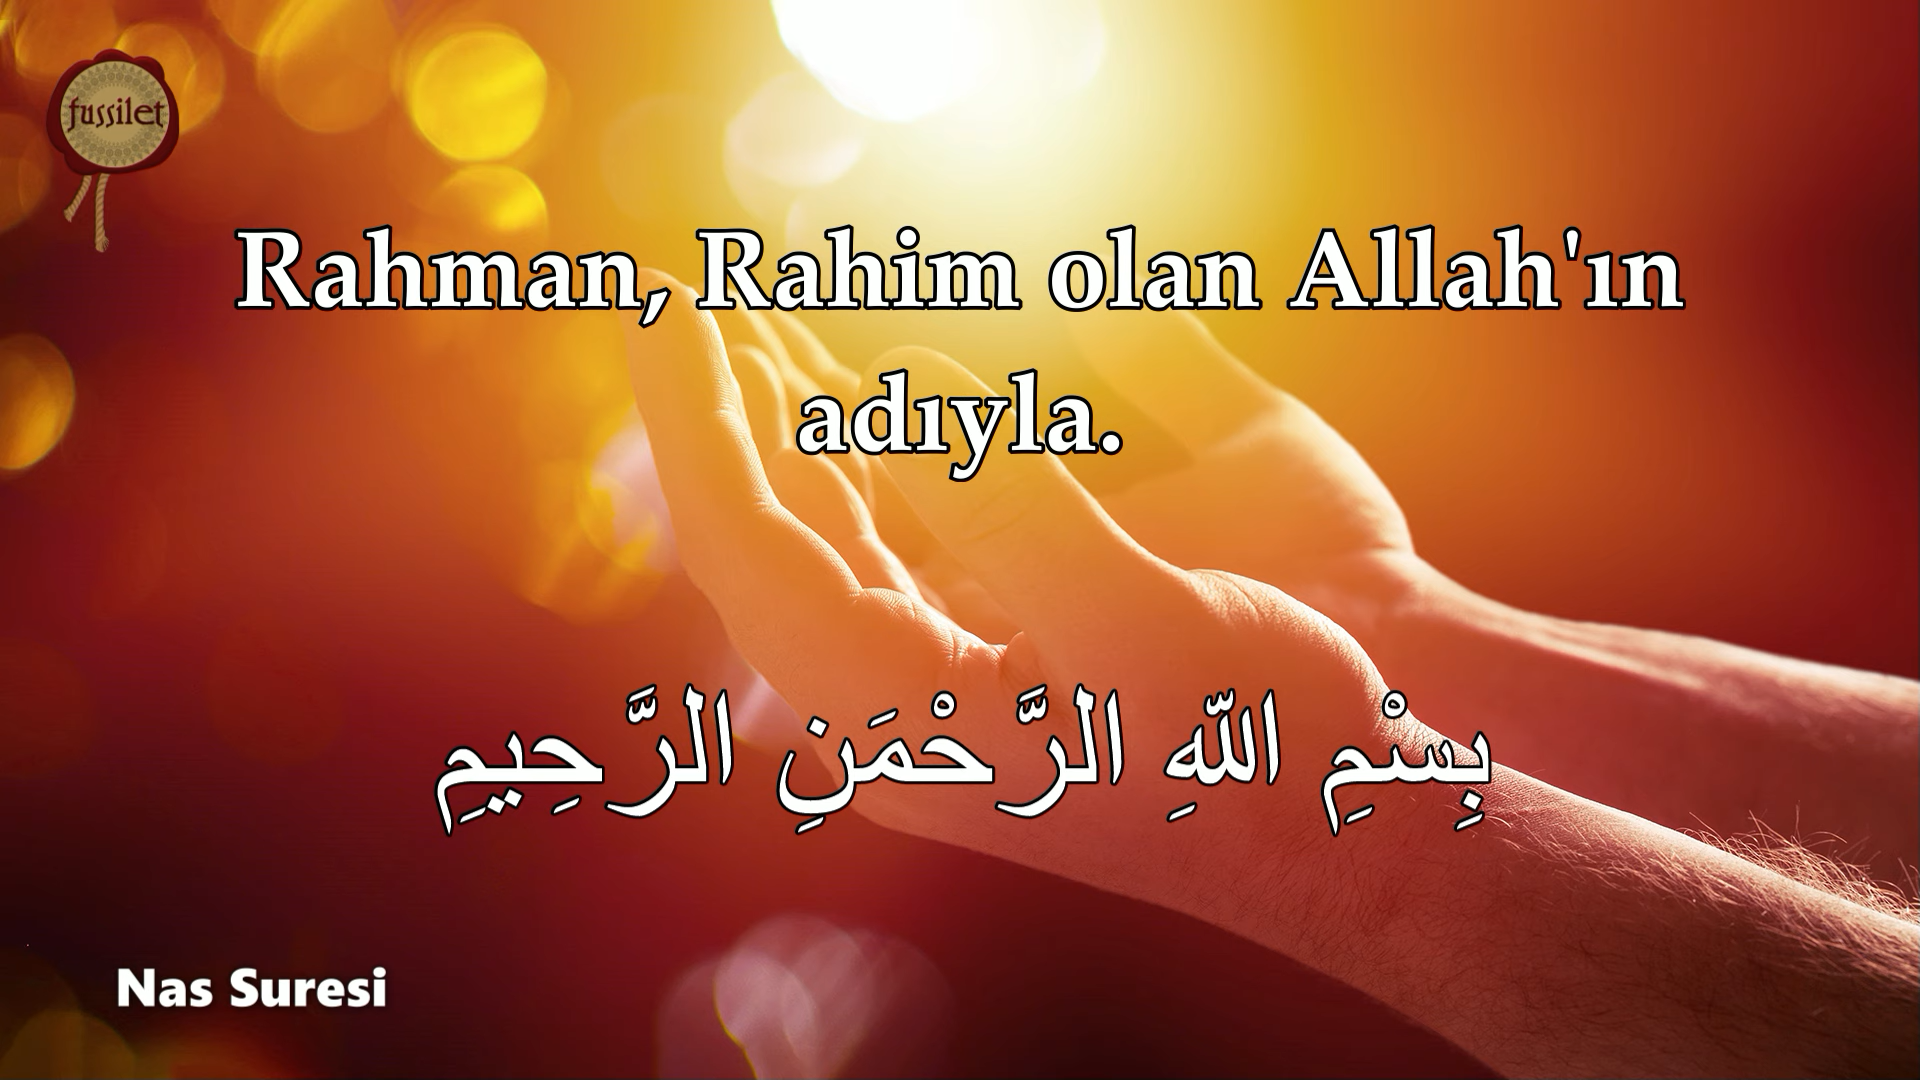 fussilet
Rahman, Rahim olan Allah'ın
adıyla.
بِسْمِ اللّهِ الرَّحْمَنِ الرَّحِيمِ
Nas Suresi